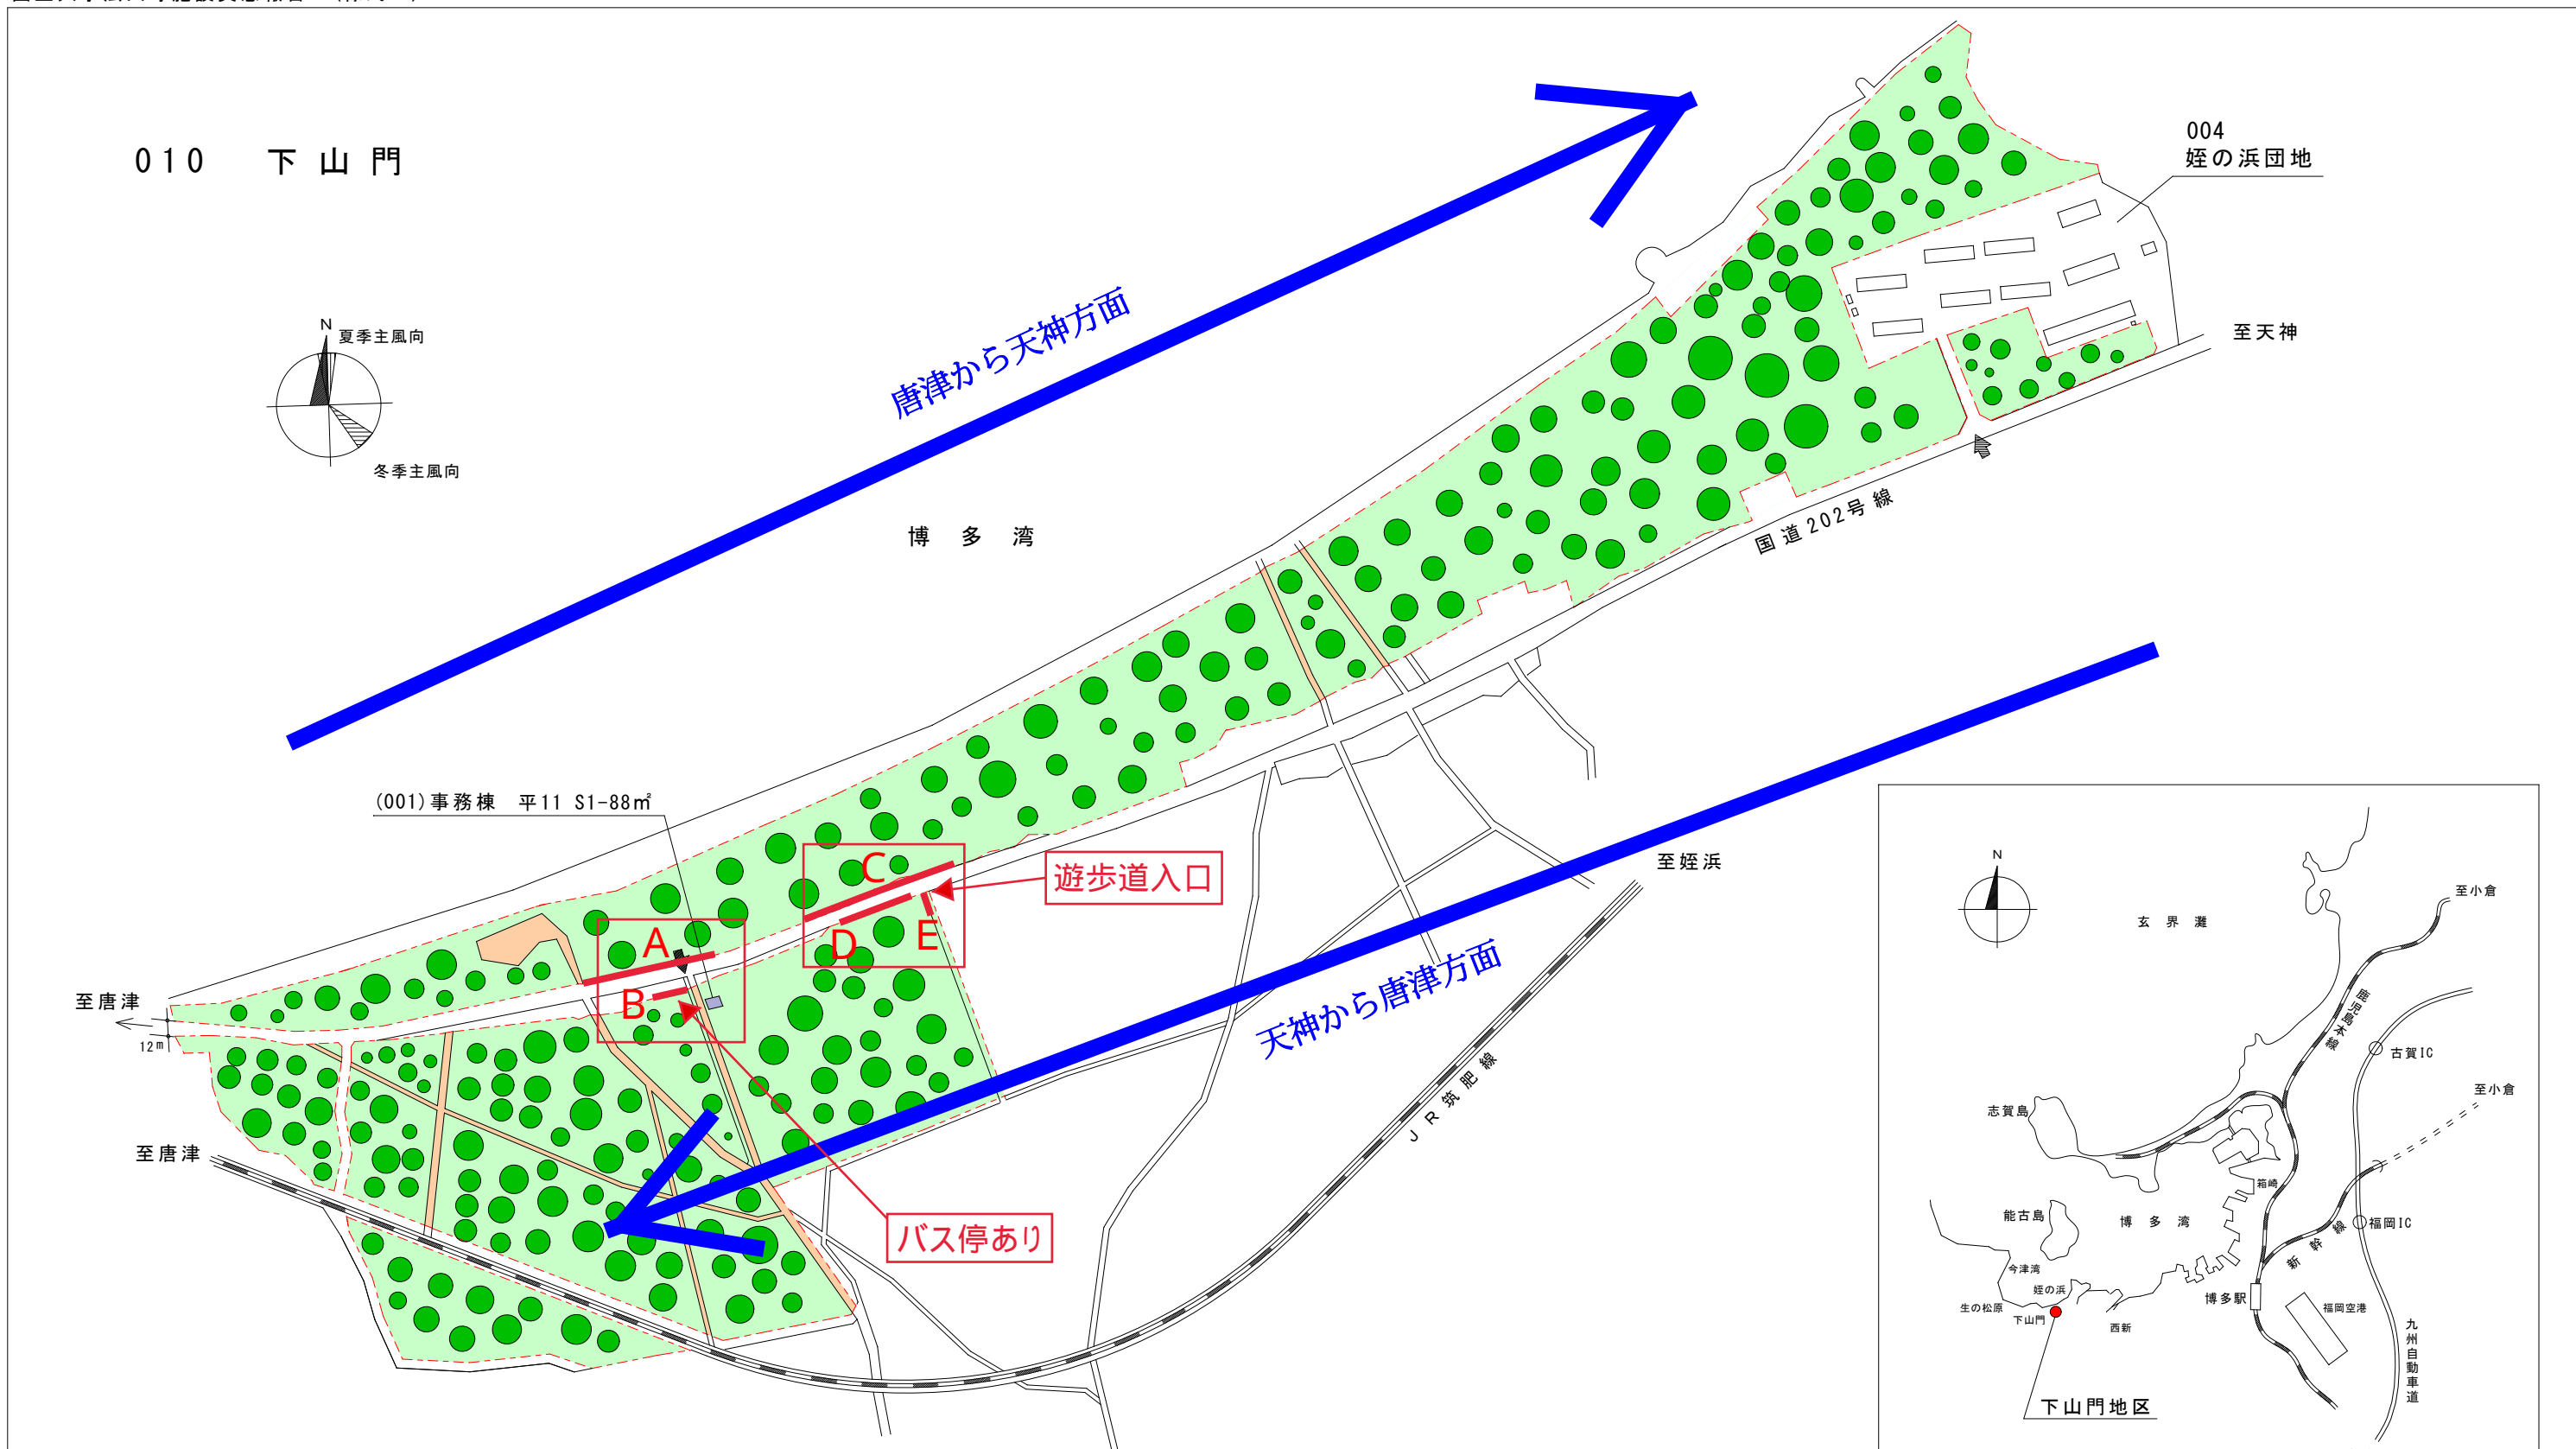 010 下山門
004
姪の浜団地
至天神
N
夏季主風向
冬季主風向
唐津から天神方面
博多湾
国道202号線
(001)事務棟 平11 S1-88㎡
遊歩道入口
至姪浜
C
A
D
E
B
至唐津
12m
天神から唐津方面
JR筑肥線
至唐津
バス停あり
N
至小倉
玄界灘
鹿児島本線
古賀IC
至小倉
志賀島
箱崎
能古島
博多湾
福岡IC
新幹線
今津湾
姪の浜
博多駅
福岡空港
生の松原
下山門
西新
九州自動車道
下山門地区